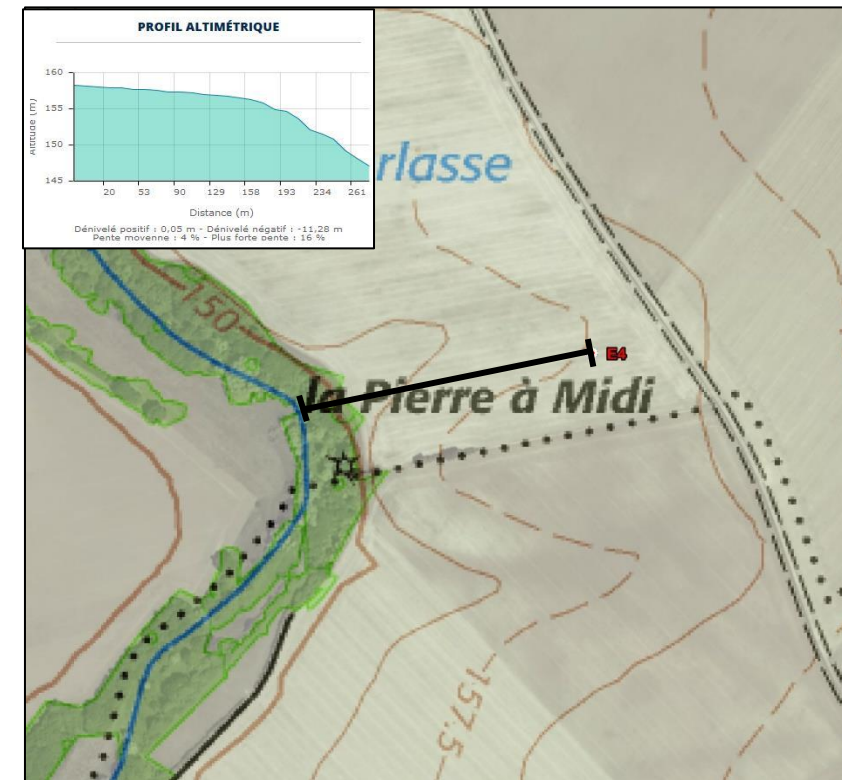 PROFIL ALTIMÉTRIQUE
160
155
150
145
Altitude (m)
20 53 90 129 158 193 234 261
Distance (m)
Dénivelé positif : 0,05 m - Dénivelé négatif : -11,28 m
Pente moyenne : 4 % - Plus forte pente : 16 %
rlasse
150
E4
la Pierre à Midi
157.5